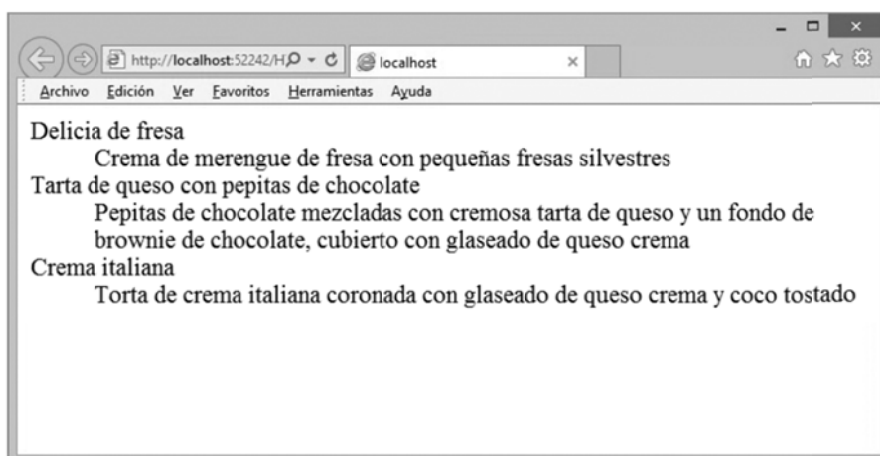 http://localhost:52242/H
localhost
Archivo Edición Ver Favoritos Herramientas Ayuda
Delicia de fresa
Crema de merengue de fresa con pequeñas fresas silvestres
Tarta de queso con pepitas de chocolate
Pepitas de chocolate mezcladas con cremosa tarta de queso y un fondo de
brownie de chocolate, cubierto con glaseado de queso crema
Crema italiana
Torta de crema italiana coronada con glaseado de queso crema y coco tostado